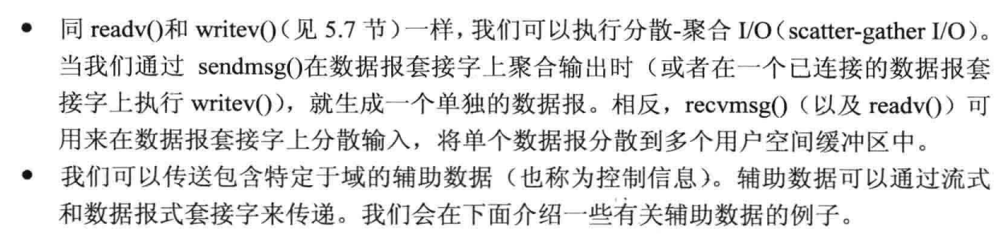 • 同 readv()和 writev()（见 5.7 节）一样，我们可以执行分散-聚合 I/O（scatter-gather I/O）。
当我们通过 sendmsg()在数据报套接字上聚合输出时（或者在一个已连接的数据报套
接字上执行 writev()），就生成一个单独的数据报。相反，recvmsg()（以及 readv()）可
用来在数据报套接字上分散输入，将单个数据报分散到多个用户空间缓冲区中。
• 我们可以传送包含特定于域的辅助数据（也称为控制信息）。辅助数据可以通过流式
和数据报式套接字来传递。我们会在下面介绍一些有关辅助数据的例子。